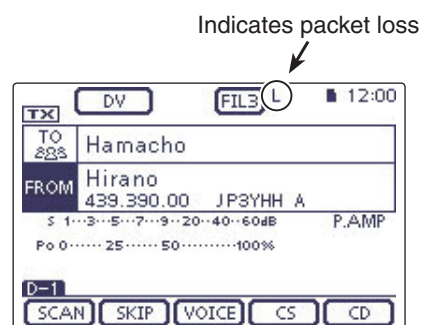 Indicates packet loss
DV FIL3 L 12:00
TX
TO Hamacho
FROM Hirano
439.390.00 JP3YHH A
S 1··3··5··7··9··20··40··60dB P.AMP
Po 0······25······50·········100%
D-1
SCAN SKIP VOICE CS CD